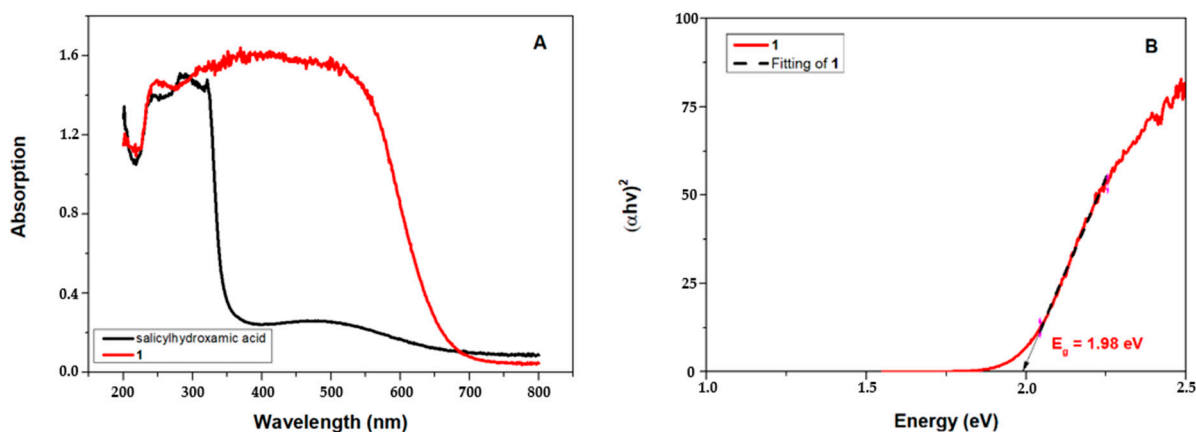 A
Absorption
1.6
1.2
0.8
0.4
0.0
salicylhydroxamic acid
1
200 300 400 500 600 700 800
Wavelength (nm)
B
1
Fitting of 1
(αhν)²
100
75
50
25
0
E_g = 1.98 eV
1.0 1.5 2.0 2.5
Energy (eV)